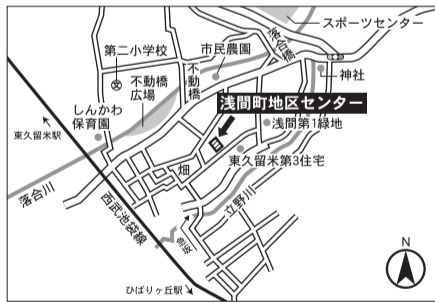 スポーツセンター
落合橋
第二小学校
市民農園
文
不動橋
不動橋
広場
神社
浅間町地区センター
しんかわ
保育園
浅間第1緑地
東久留米駅
東久留米第3住宅
畑
落合川
西武池袋線
立野川
急坂
ひばりヶ丘駅
N